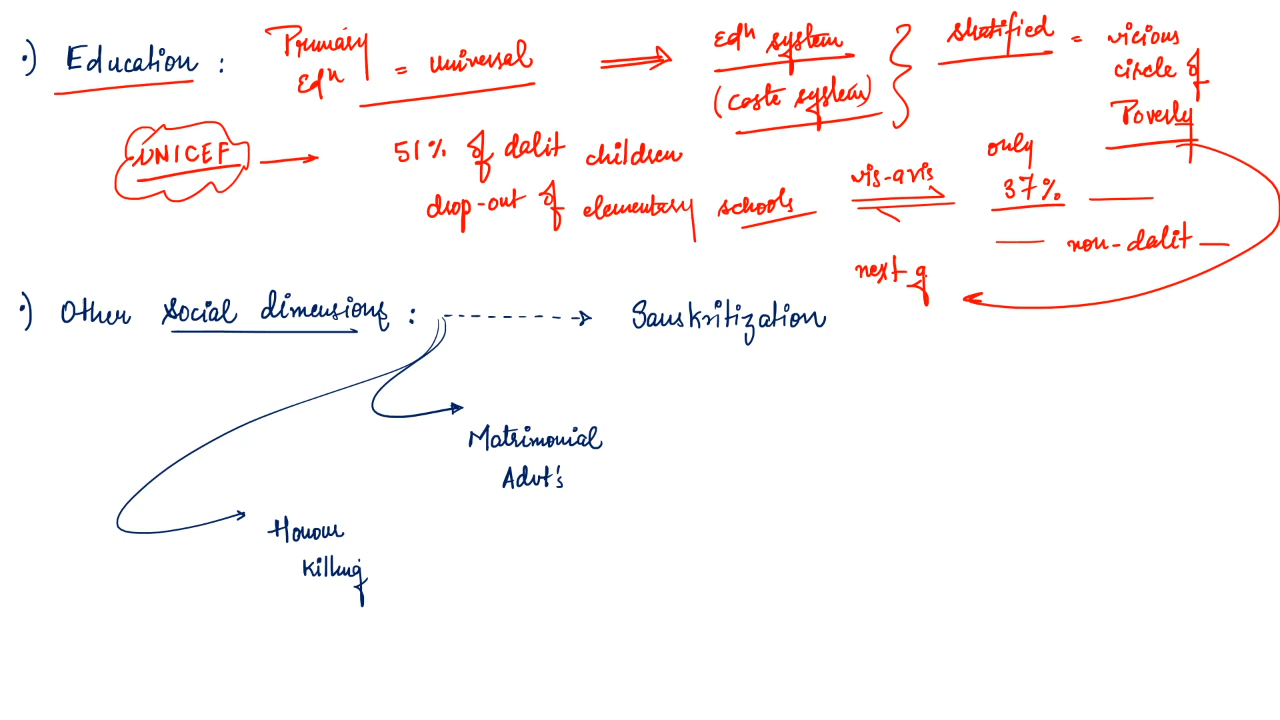 •) Education : Primary Edn = universal ⟹ Edn system (caste system) } stratified = vicious circle of Poverty
UNICEF → 51% of dalit children
drop-out of elementary schools vis-a-vis only 37% —— —— non-dalit ——
next g
•) Other social dimensions : ----→ Sanskritization
Matrimonial
Advt's
Honour
Killing